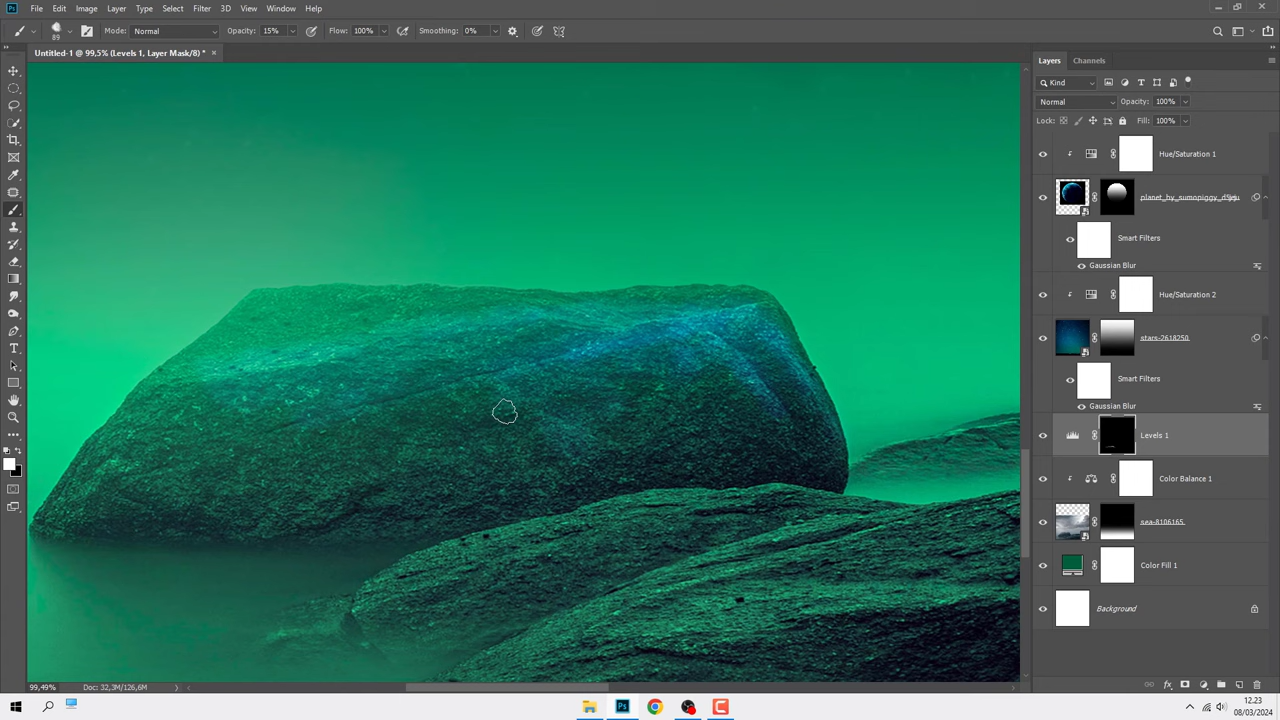 File Edit Image Layer Type Select Filter 3D View Window Help
89 Mode: Normal Opacity: 15% Flow: 100% Smoothing: 0%
Untitled-1 @ 99,5% (Levels 1, Layer Mask/8) *
Layers Channels
Kind
Normal Opacity: 100%
Lock: Fill: 100%
Hue/Saturation 1
Smart Filters
Gaussian Blur
Hue/Saturation 2
stars-2618250
Smart Filters
Gaussian Blur
Levels 1
Color Balance 1
sea-8106165
Color Fill 1
Background
99,49% Doc: 32,3M/126,6M
12.23
08/03/2024